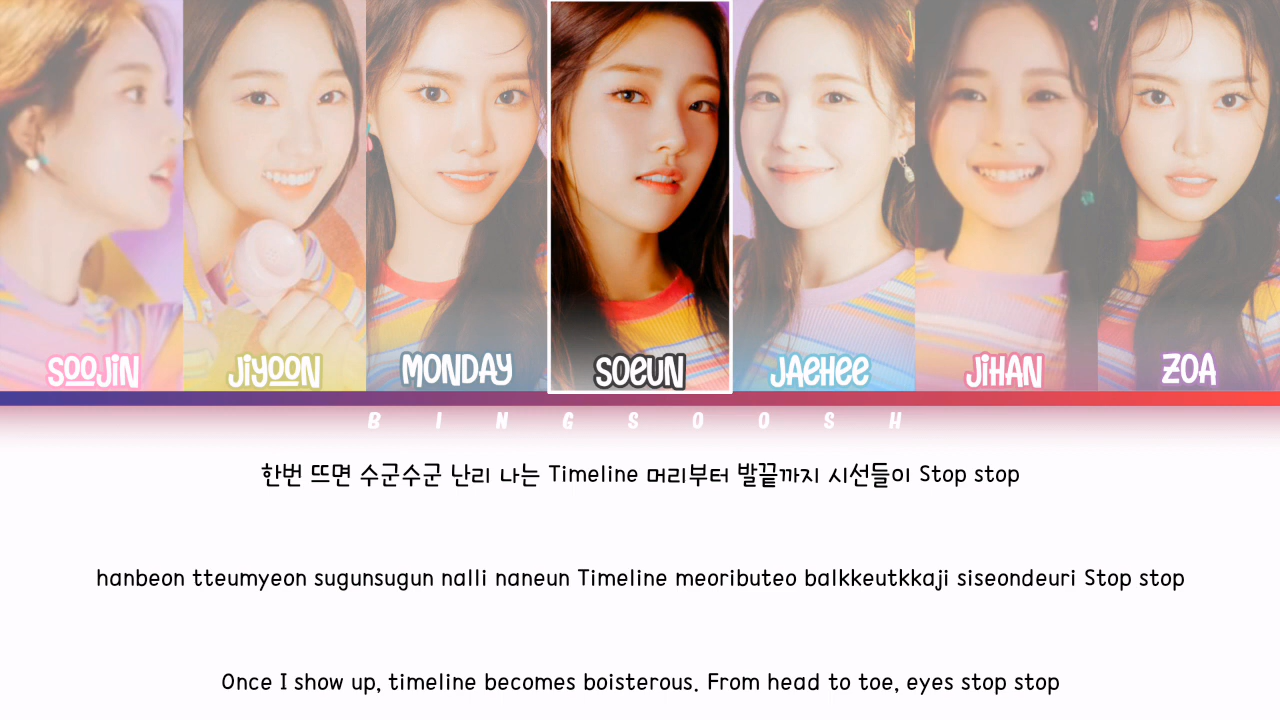 SOOJIN JIYOON MONDAY SOEUN JAEHEE JIHAN ZOA
BINGSOOSH
한번 뜨면 수군수군 난리 나는 Timeline 머리부터 발끝까지 시선들이 Stop stop
hanbeon tteumyeon sugunsugun nalli naneun Timeline meoributeo balkkeutkkaji siseondeuri Stop stop
Once I show up, timeline becomes boisterous. From head to toe, eyes stop stop